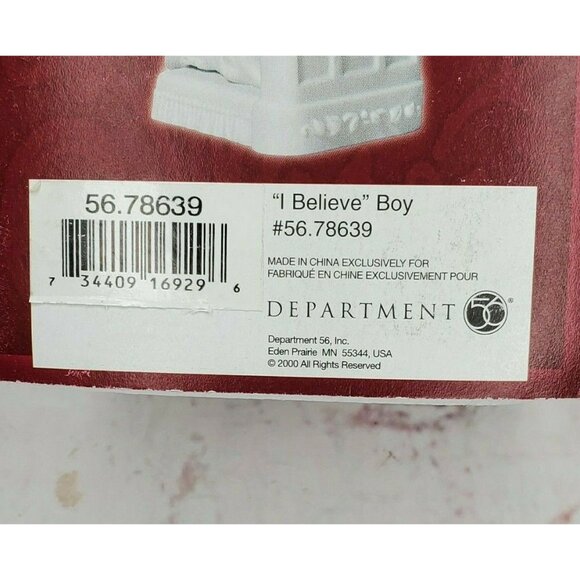 56.78639
7 34409 16929 6
"I Believe" Boy
#56.78639
MADE IN CHINA EXCLUSIVELY FOR
FABRIQUÉ EN CHINE EXCLUSIVEMENT POUR
DEPARTMENT 56®
Department 56, Inc.
Eden Prairie MN 55344, USA
© 2000 All Rights Reserved